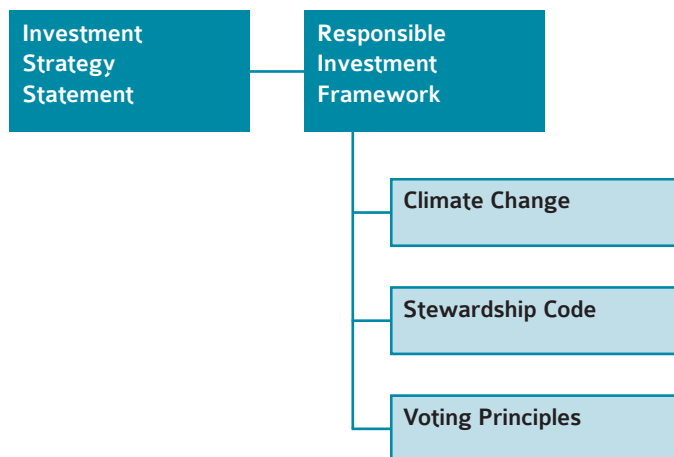 Investment
Strategy
Statement
Responsible
Investment
Framework
Climate Change
Stewardship Code
Voting Principles